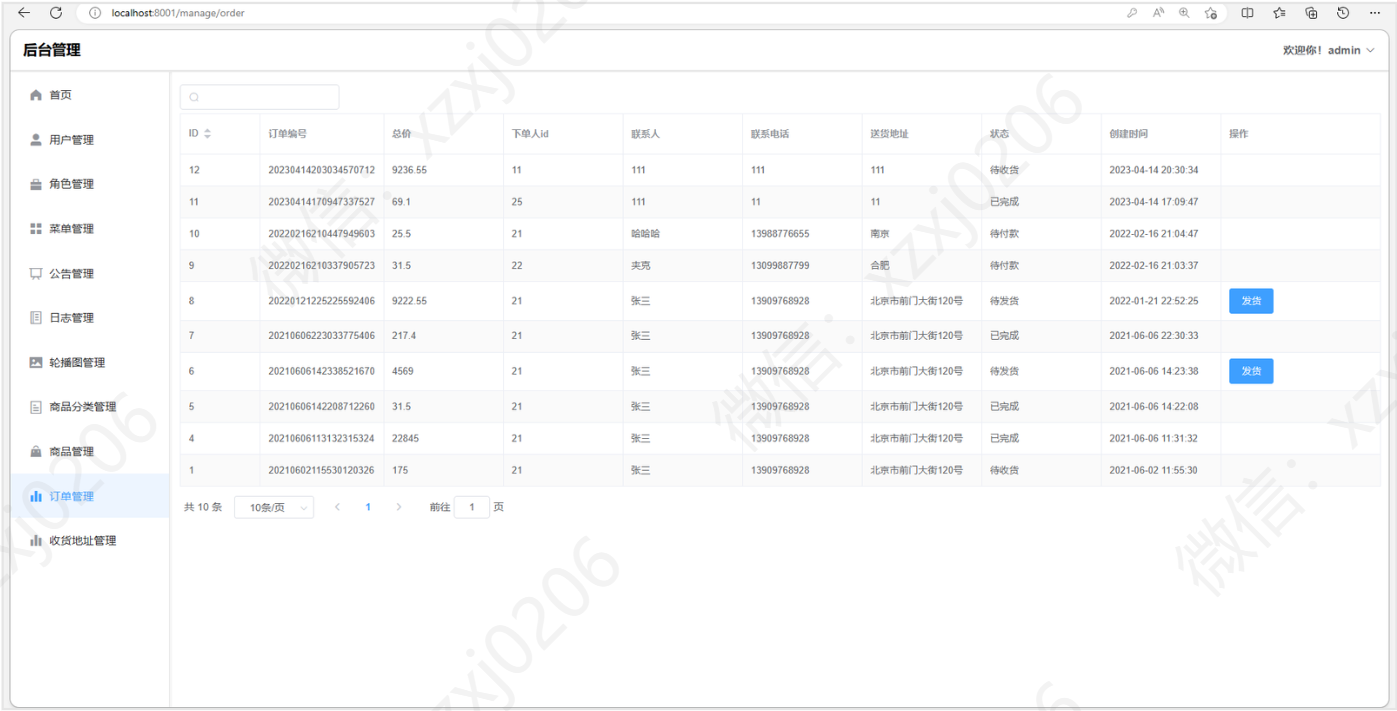 localhost:8001/manage/order
后台管理
欢迎你！admin
首页
用户管理
角色管理
菜单管理
公告管理
日志管理
轮播图管理
商品分类管理
商品管理
订单管理
收货地址管理
ID 订单编号 总价 下单人id 联系人 联系电话 送货地址 状态 创建时间 操作
12 20230414203034570712 9236.55 11 111 111 111 待收货 2023-04-14 20:30:34
11 20230414170947337527 69.1 25 111 11 11 已完成 2023-04-14 17:09:47
10 20220216210447949603 25.5 21 哈哈哈 13988776655 南京 待付款 2022-02-16 21:04:47
9 20220216210337905723 31.5 22 夹克 13099887799 合肥 待付款 2022-02-16 21:03:37
8 20220121225225592406 9222.55 21 张三 13909768928 北京市前门大街120号 待发货 2022-01-21 22:52:25 发货
7 20210606223033775406 217.4 21 张三 13909768928 北京市前门大街120号 已完成 2021-06-06 22:30:33
6 20210606142338521670 4569 21 张三 13909768928 北京市前门大街120号 待发货 2021-06-06 14:23:38 发货
5 20210606142208712260 31.5 21 张三 13909768928 北京市前门大街120号 已完成 2021-06-06 14:22:08
4 20210606113132315324 22845 21 张三 13909768928 北京市前门大街120号 已完成 2021-06-06 11:31:32
1 20210602115530120326 175 21 张三 13909768928 北京市前门大街120号 待收货 2021-06-02 11:55:30
共 10 条 10条/页 1 前往 1 页
微信：xzxj0206
微信：xzxj0206
微信：xzxj0206